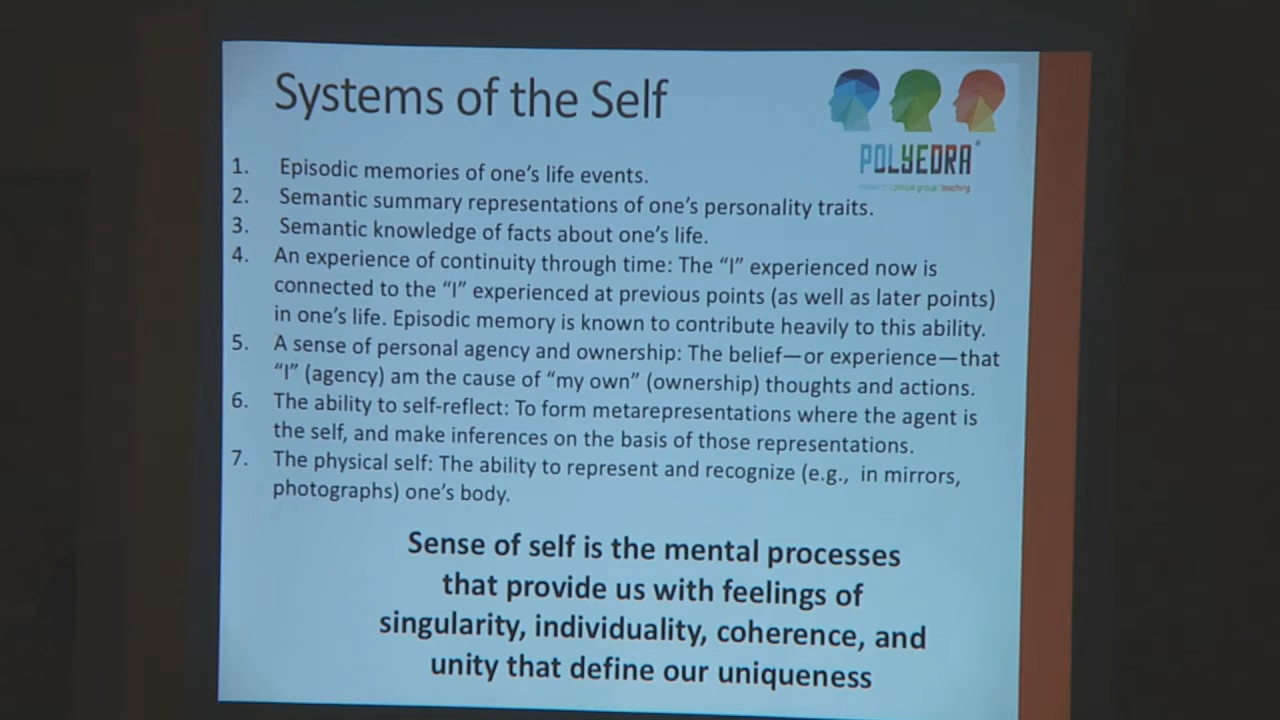 Systems of the Self
POLYEDRA®
research | clinical group | teaching
1. Episodic memories of one's life events.
2. Semantic summary representations of one's personality traits.
3. Semantic knowledge of facts about one's life.
4. An experience of continuity through time: The “I” experienced now is
connected to the “I” experienced at previous points (as well as later points)
in one's life. Episodic memory is known to contribute heavily to this ability.
5. A sense of personal agency and ownership: The belief—or experience—that
“I” (agency) am the cause of “my own” (ownership) thoughts and actions.
6. The ability to self-reflect: To form metarepresentations where the agent is
the self, and make inferences on the basis of those representations.
7. The physical self: The ability to represent and recognize (e.g., in mirrors,
photographs) one's body.
Sense of self is the mental processes
that provide us with feelings of
singularity, individuality, coherence, and
unity that define our uniqueness